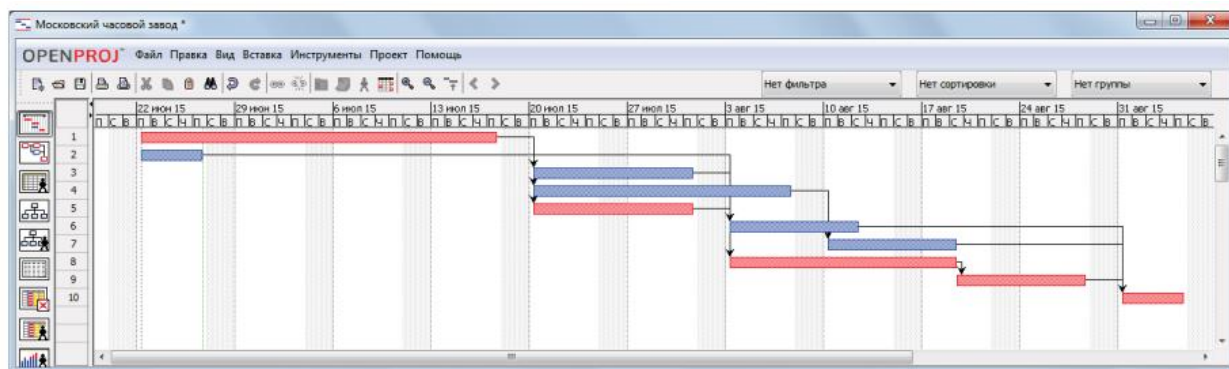 Московский часовой завод *
OPENPROJ Файл Правка Вид Вставка Инструменты Проект Помощь
Нет фильтра Нет сортировки Нет группы
22 июн 15 29 июн 15 6 июл 15 13 июл 15 20 июл 15 27 июл 15 3 авг 15 10 авг 15 17 авг 15 24 авг 15 31 авг 15
П С В П В С Ч П С В П В С Ч П С В П В С Ч П С В П В С Ч П С В П В С Ч П С В П В С Ч П С В П В С Ч П С В П В С Ч П С В П В С Ч П С В П В С Ч П С В П В С Ч П С В
1
2
3
4
5
6
7
8
9
10